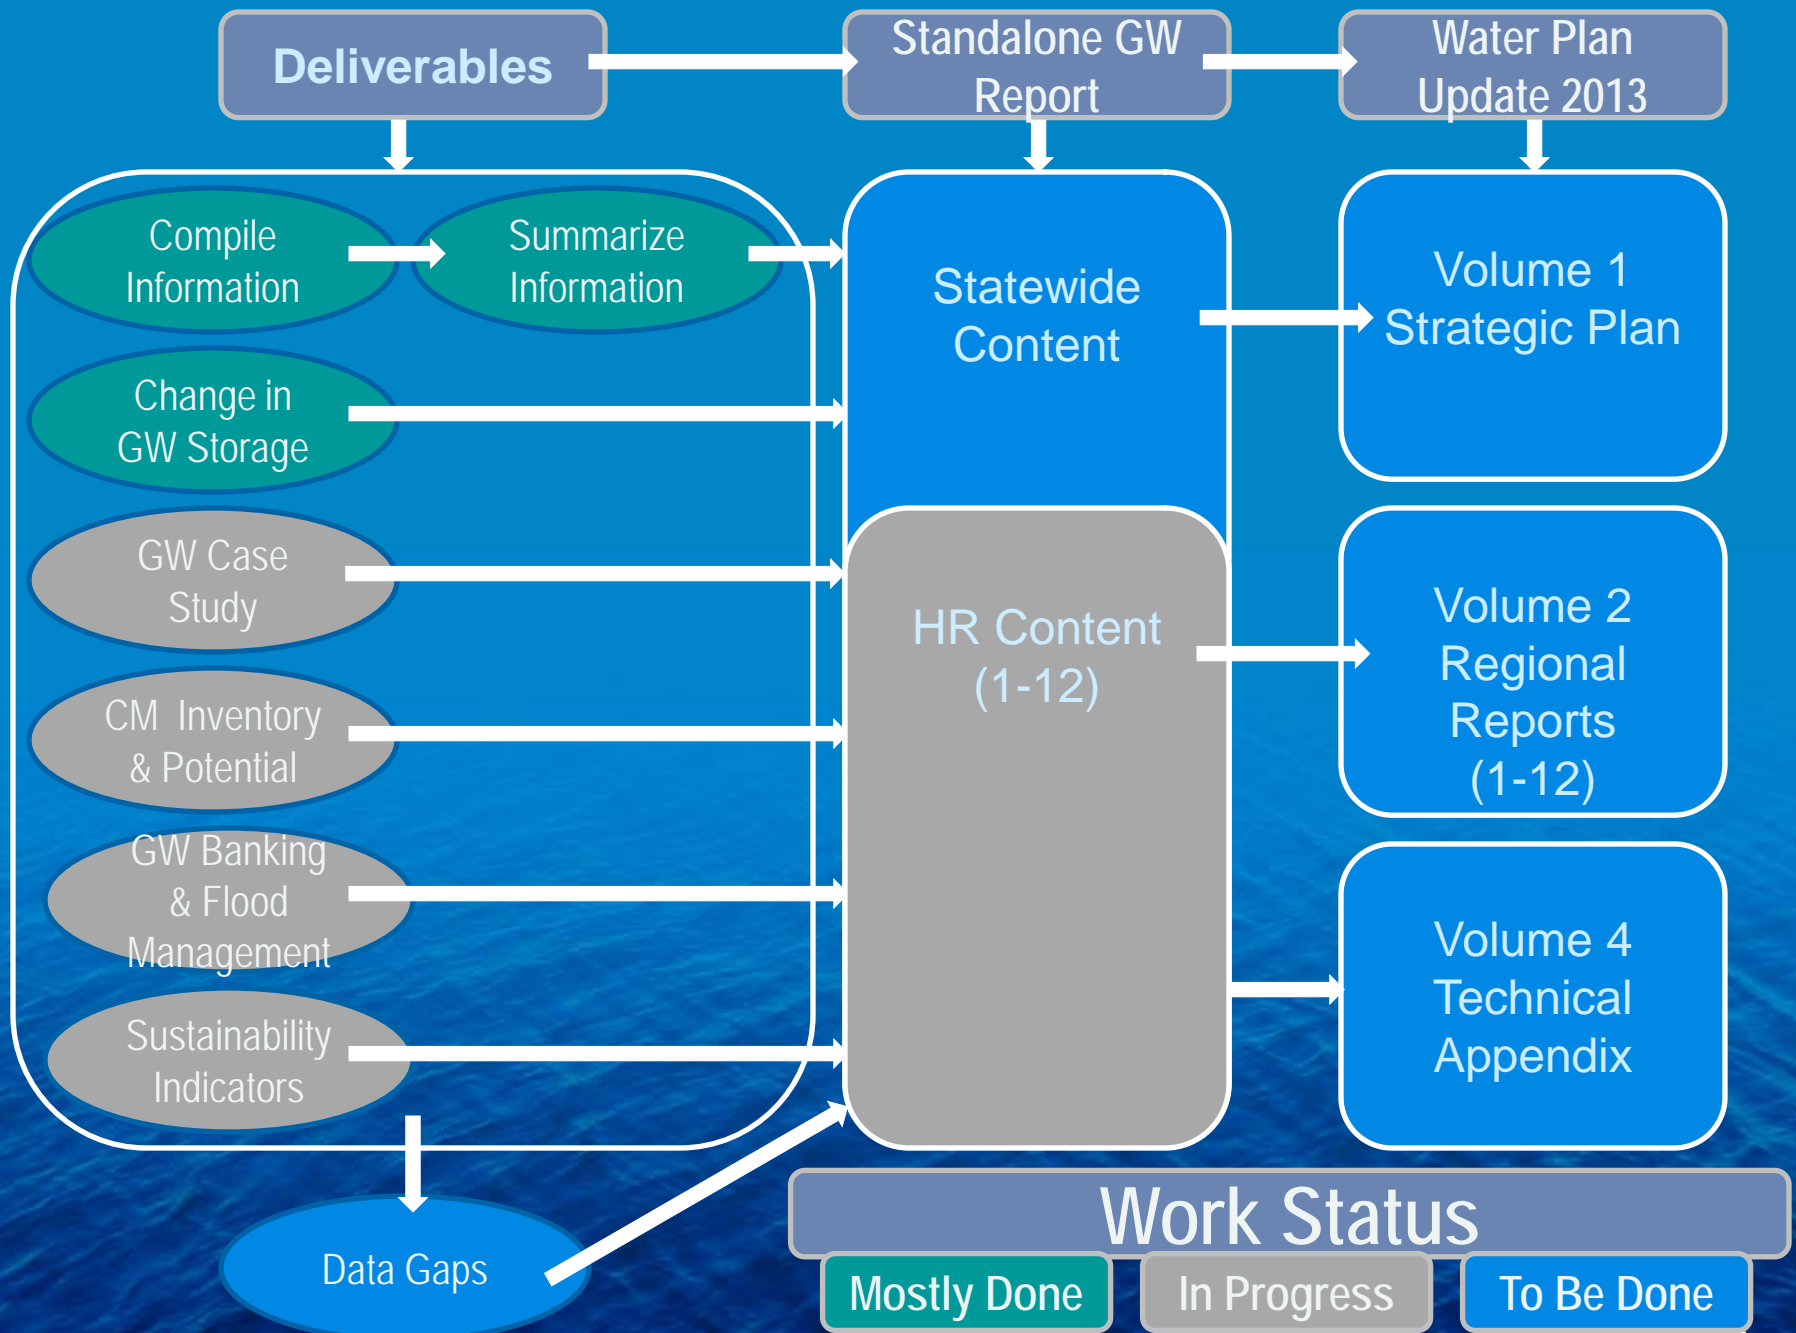 Deliverables
Standalone GW
Report
Water Plan
Update 2013
Compile
Information
Summarize
Information
Change in
GW Storage
GW Case
Study
CM Inventory
& Potential
GW Banking
& Flood
Management
Sustainability
Indicators
Data Gaps
Statewide
Content
HR Content
(1-12)
Volume 1
Strategic Plan
Volume 2
Regional
Reports
(1-12)
Volume 4
Technical
Appendix
Work Status
Mostly Done
In Progress
To Be Done